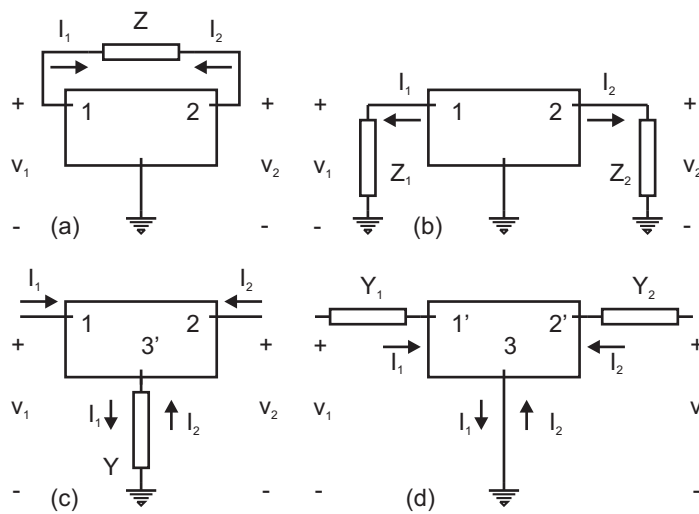 I1 Z I2
+ 1 2 +
v1 v2
- (a) -
I1 I2
+ 1 2 +
v1 Z1 Z2 v2
- (b) -
I1 I2
1 2
+ 3' +
v1 I1 I2 v2
Y
- (c) -
Y1 Y2
1' 2'
+ 3 +
I1 I2
v1 I1 I2 v
- (d) -